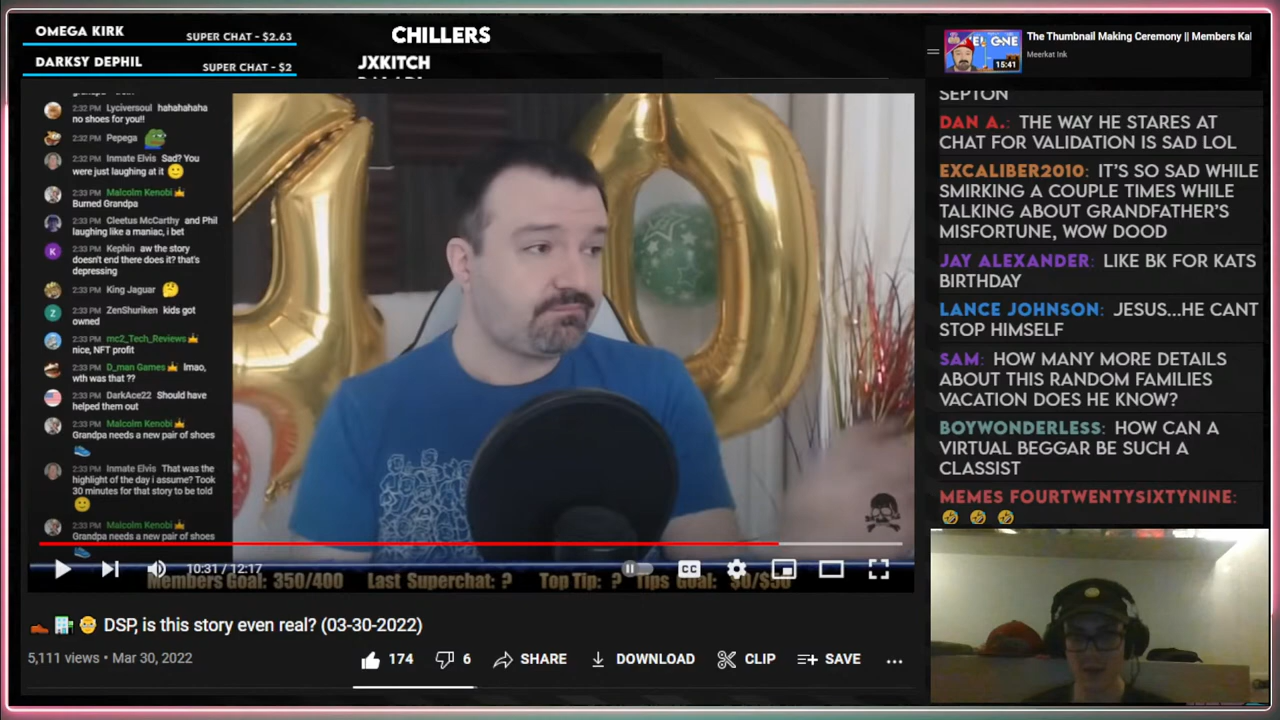 OMEGA KIRK
SUPER CHAT - $2.63
DARKSY DEPHIL
SUPER CHAT - $2
CHILLERS
JXKITCH
15:41
The Thumbnail Making Ceremony || Members Kal
Meerkat Ink
2:32 PM Lyciversoul hahahahaha
no shoes for you!!
2:32 PM Pepega
2:32 PM Inmate Elvis Sad? You
were just laughing at it 🙂
2:33 PM Malcolm Kenobi
Burned Grandpa
2:33 PM Cleetus McCarthy and Phil
laughing like a maniac, i bet
K
2:33 PM Kephin aw the story
doesn't end there does it? that's
depressing
2:33 PM King Jaguar 🤔
Z
2:33 PM ZenShuriken kids got
owned
2:33 PM mc2_Tech_Reviews
nice, NFT profit
2:33 PM D_man Games lmao,
wth was that ??
2:33 PM DarkAce22 Should have
helped them out
2:33 PM Malcolm Kenobi
Grandpa needs a new pair of shoes
2:33 PM Inmate Elvis That was the
highlight of the day i assume? Took
30 minutes for that story to be told
🙂
2:33 PM Malcolm Kenobi
Grandpa needs a new pair of shoes
10
10:31 / 12:17
CC
Members Goal: 350/400 Last Superchat: ? Top Tip: ? Tips Goal: $0/$50
DSP, is this story even real? (03-30-2022)
5,111 views • Mar 30, 2022
174
6
SHARE
DOWNLOAD
CLIP
SAVE
SEPTON
DAN A.: THE WAY HE STARES AT
CHAT FOR VALIDATION IS SAD LOL
EXCALIBER2010: IT'S SO SAD WHILE
SMIRKING A COUPLE TIMES WHILE
TALKING ABOUT GRANDFATHER'S
MISFORTUNE, WOW DOOD
JAY ALEXANDER: LIKE BK FOR KATS
BIRTHDAY
LANCE JOHNSON: JESUS...HE CANT
STOP HIMSELF
SAM: HOW MANY MORE DETAILS
ABOUT THIS RANDOM FAMILIES
VACATION DOES HE KNOW?
BOYWONDERLESS: HOW CAN A
VIRTUAL BEGGAR BE SUCH A
CLASSIST
MEMES FOURTWENTYSIXTYNINE:
🤣 🤣 🤣